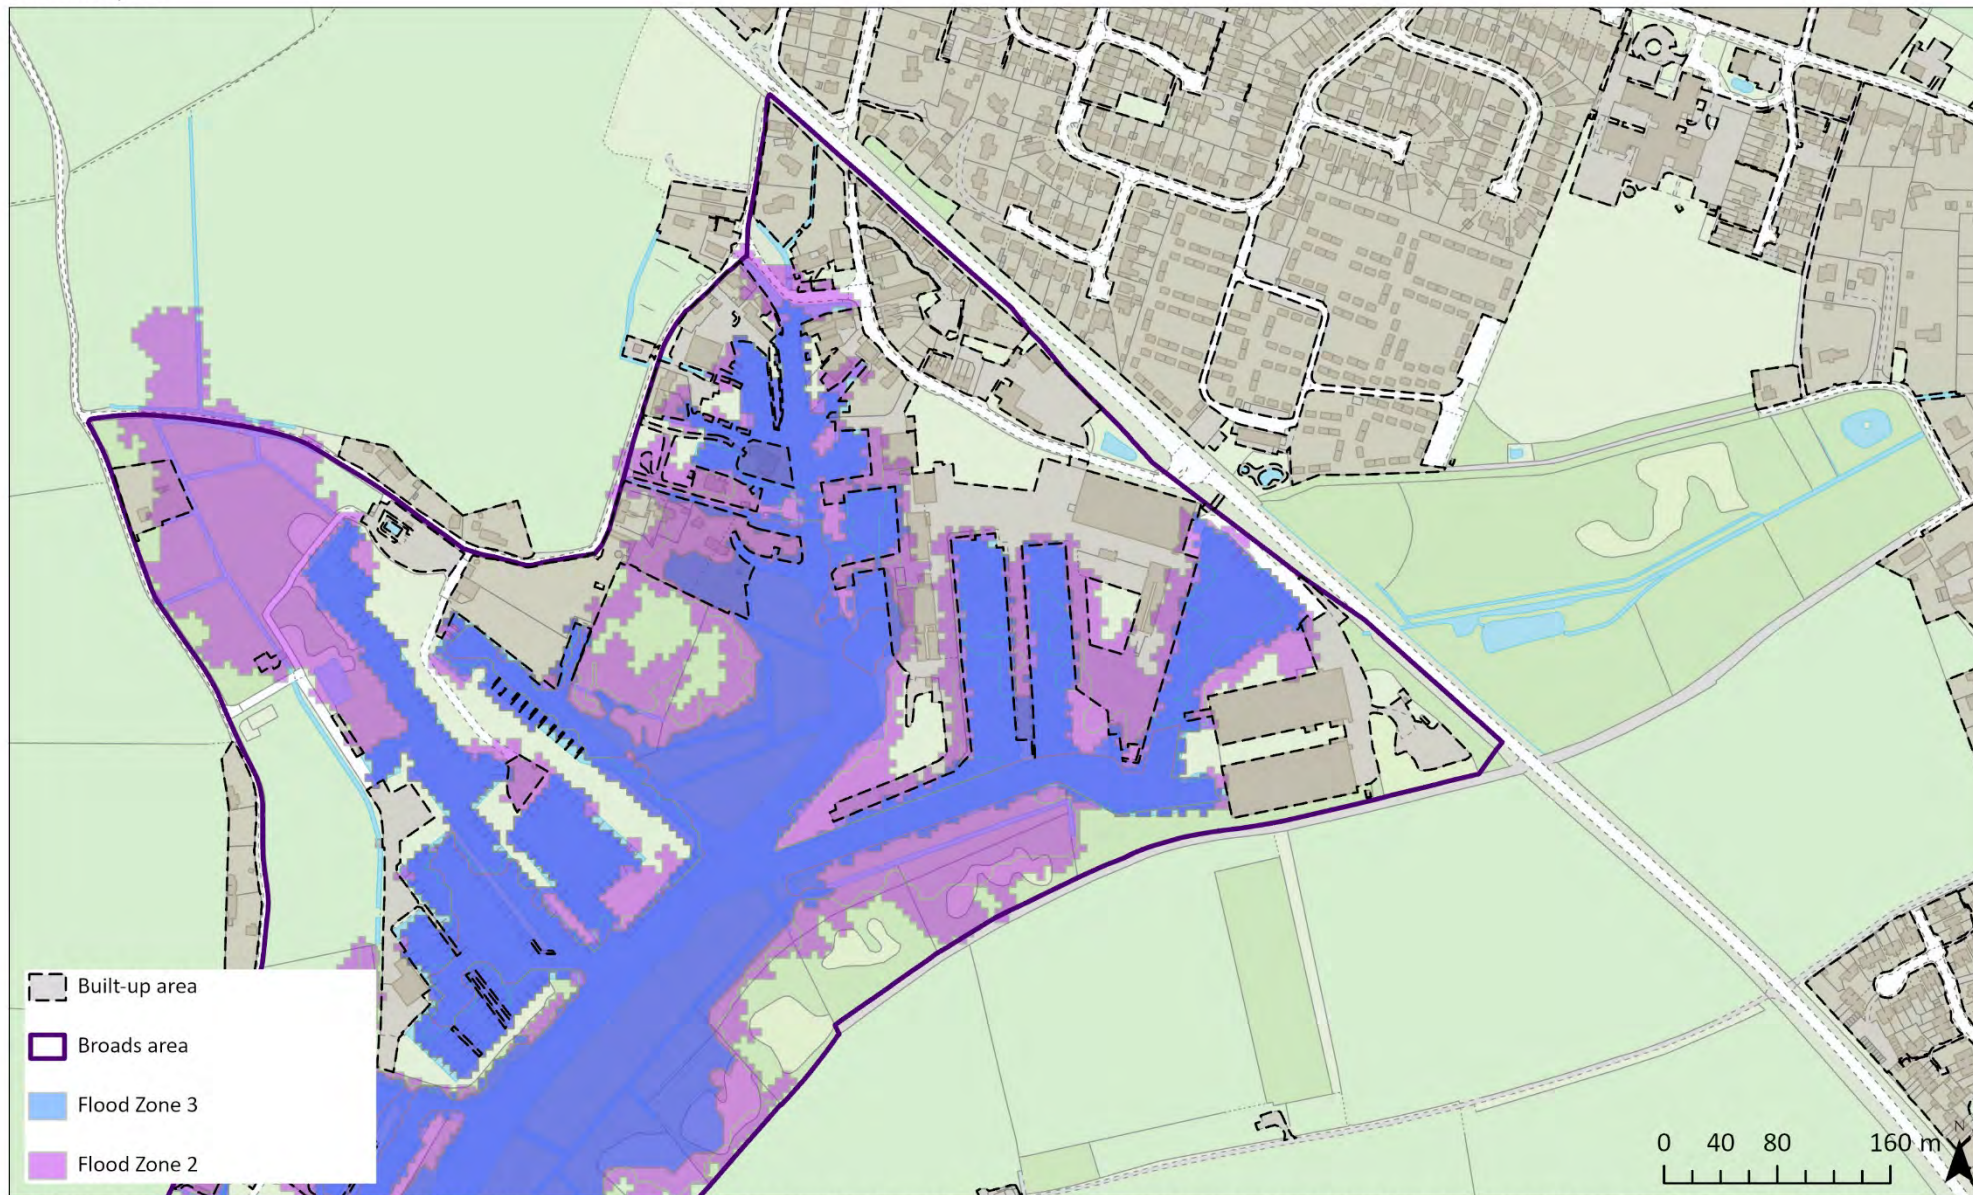 Built-up area
Broads area
Flood Zone 3
Flood Zone 2
0 40 80 160 m
N